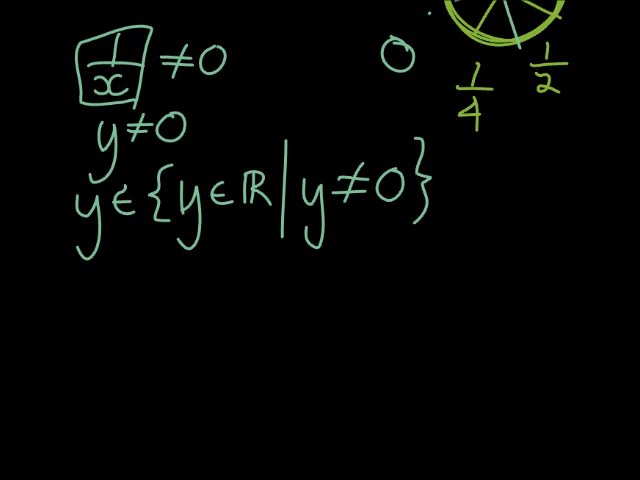 1/x ≠ 0
0
1/4
1/2
y ≠ 0
y ∈ {y ∈ ℝ | y ≠ 0}